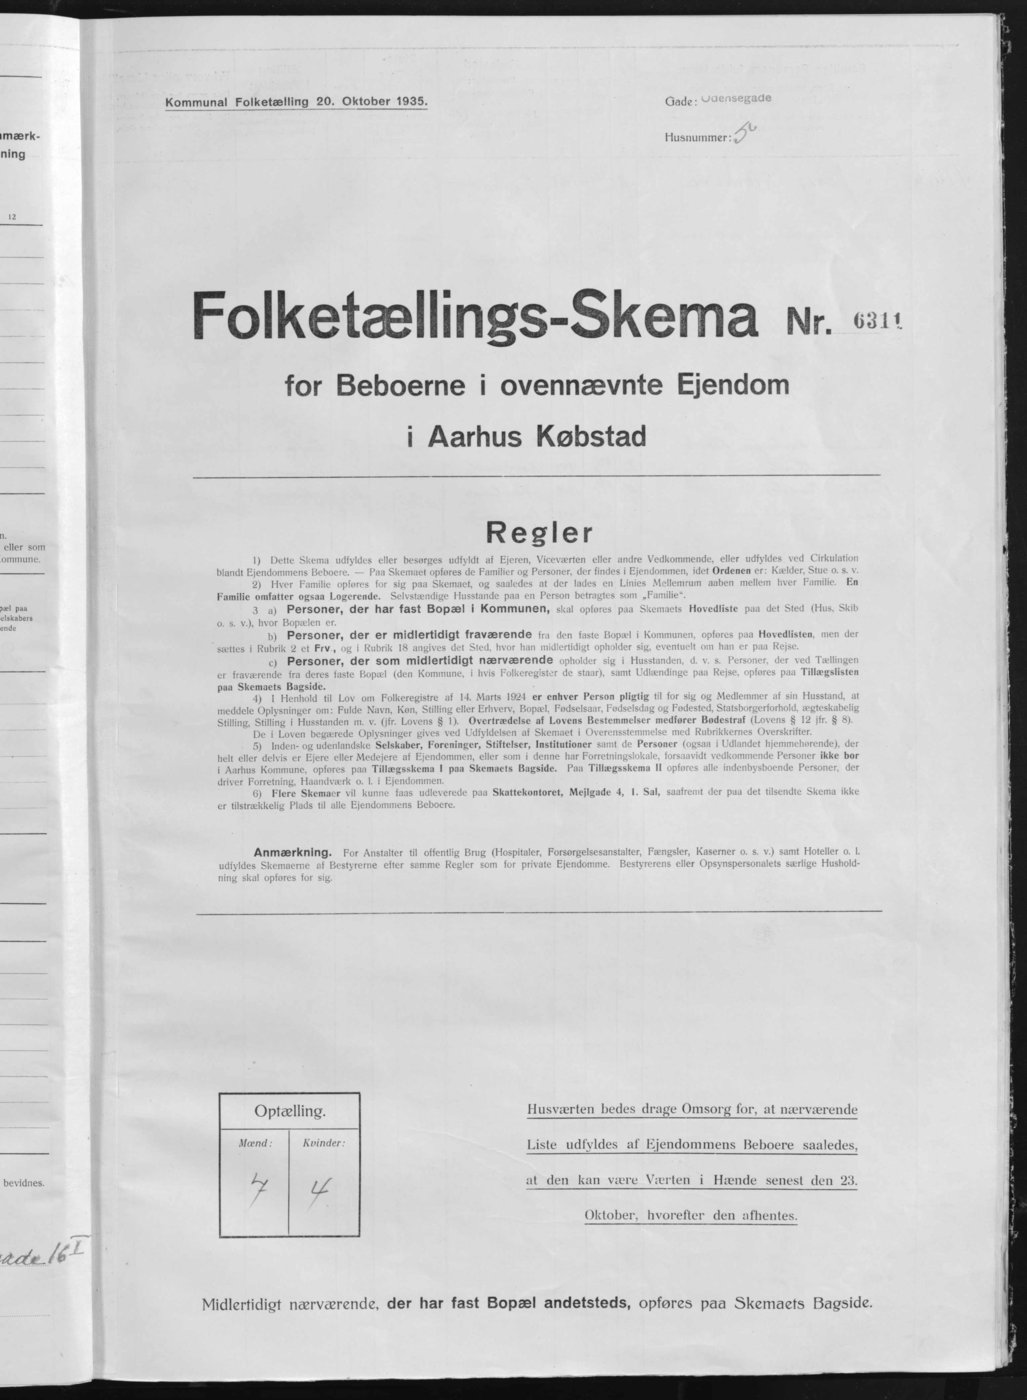 Kommunal Folketælling 20. Oktober 1935.
Gade: Odensegade
Husnummer:
Folketællings-Skema Nr. 6311
for Beboerne i ovennævnte Ejendom
i Aarhus Købstad
Regler
1) Dette Skema udfyldes eller besørges udfyldt af Ejeren, Viceværten eller andre Vedkommende, eller udfyldes ved Cirkulation
blandt Ejendommens Beboere. — Paa Skemaet opføres de Familier og Personer, der findes i Ejendommen, idet Ordenen er: Kælder, Stue o. s. v.
2) Hver Familie opføres for sig paa Skemaet, og saaledes at der lades en Linies Mellemrum aaben mellem hver Familie. En
Familie omfatter ogsaa Logerende. Selvstændige Husstande paa en Person betragtes som „Familie“.
3 a) Personer, der har fast Bopæl i Kommunen, skal opføres paa Skemaets Hovedliste paa det Sted (Hus, Skib
o. s. v.), hvor Bopælen er.
b) Personer, der er midlertidigt fraværende fra den faste Bopæl i Kommunen, opføres paa Hovedlisten, men der
sættes i Rubrik 2 et Frv., og i Rubrik 18 angives det Sted, hvor han midlertidigt opholder sig, eventuelt om han er paa Rejse.
c) Personer, der som midlertidigt nærværende opholder sig i Husstanden, d. v. s. Personer, der ved Tællingen
er fraværende fra deres faste Bopæl (den Kommune, i hvis Folkeregister de staar), samt Udlændinge paa Rejse, opføres paa Tillægslisten
paa Skemaets Bagside.
4) I Henhold til Lov om Folkeregistre af 14. Marts 1924 er enhver Person pligtig til for sig og Medlemmer af sin Husstand, at
meddele Oplysninger om: Fulde Navn, Køn, Stilling eller Erhverv, Bopæl, Fødselsaar, Fødselsdag og Fødested, Statsborgerforhold, ægteskabelig
Stilling, Stilling i Husstanden m. v. (jfr. Lovens § 1). Overtrædelse af Lovens Bestemmelser medfører Bødestraf (Lovens § 12 jfr. § 8).
De i Loven begærede Oplysninger gives ved Udfyldelsen af Skemaet i Overensstemmelse med Rubrikkernes Overskrifter.
5) Inden- og udenlandske Selskaber, Foreninger, Stiftelser, Institutioner samt de Personer (ogsaa i Udlandet hjemmehørende), der
helt eller delvis er Ejere eller Medejere af Ejendommen, eller som i denne har Forretningslokale, forsaavidt vedkommende Personer ikke bor
i Aarhus Kommune, opføres paa Tillægsskema I paa Skemaets Bagside. Paa Tillægsskema II opføres alle indenbysboende Personer, der
driver Forretning, Haandværk o. l. i Ejendommen.
6) Flere Skemaer vil kunne faas udleverede paa Skattekontoret, Mejlgade 4, 1. Sal, saafremt der paa det tilsendte Skema ikke
er tilstrækkelig Plads til alle Ejendommens Beboere.
Anmærkning. For Anstalter til offentlig Brug (Hospitaler, Forsørgelsesanstalter, Fængsler, Kaserner o. s. v.) samt Hoteller o. l.
udfyldes Skemaerne af Bestyrerne efter samme Regler som for private Ejendomme. Bestyrerens eller Opsynspersonalets særlige Hushold-
ning skal opføres for sig.
Optælling.
Mænd: Kvinder:
7 4
Husværten bedes drage Omsorg for, at nærværende
Liste udfyldes af Ejendommens Beboere saaledes,
at den kan være Værten i Hænde senest den 23.
Oktober, hvorefter den afhentes.
Midlertidigt nærværende, der har fast Bopæl andetsteds, opføres paa Skemaets Bagside.
mærk-
ning
12
n.
eller som
ommune.
pæl paa
elskabers
ende
bevidnes.
ade 16 I